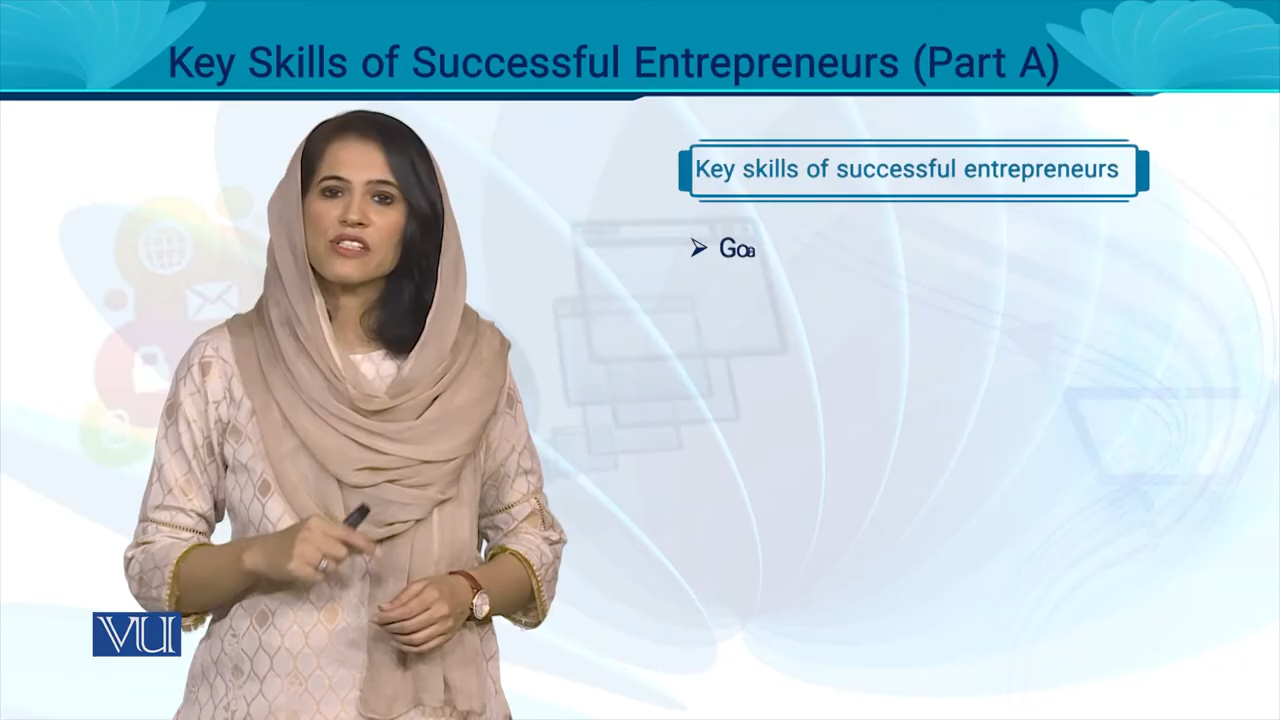 Key Skills of Successful Entrepreneurs (Part A)
Key skills of successful entrepreneurs
VU